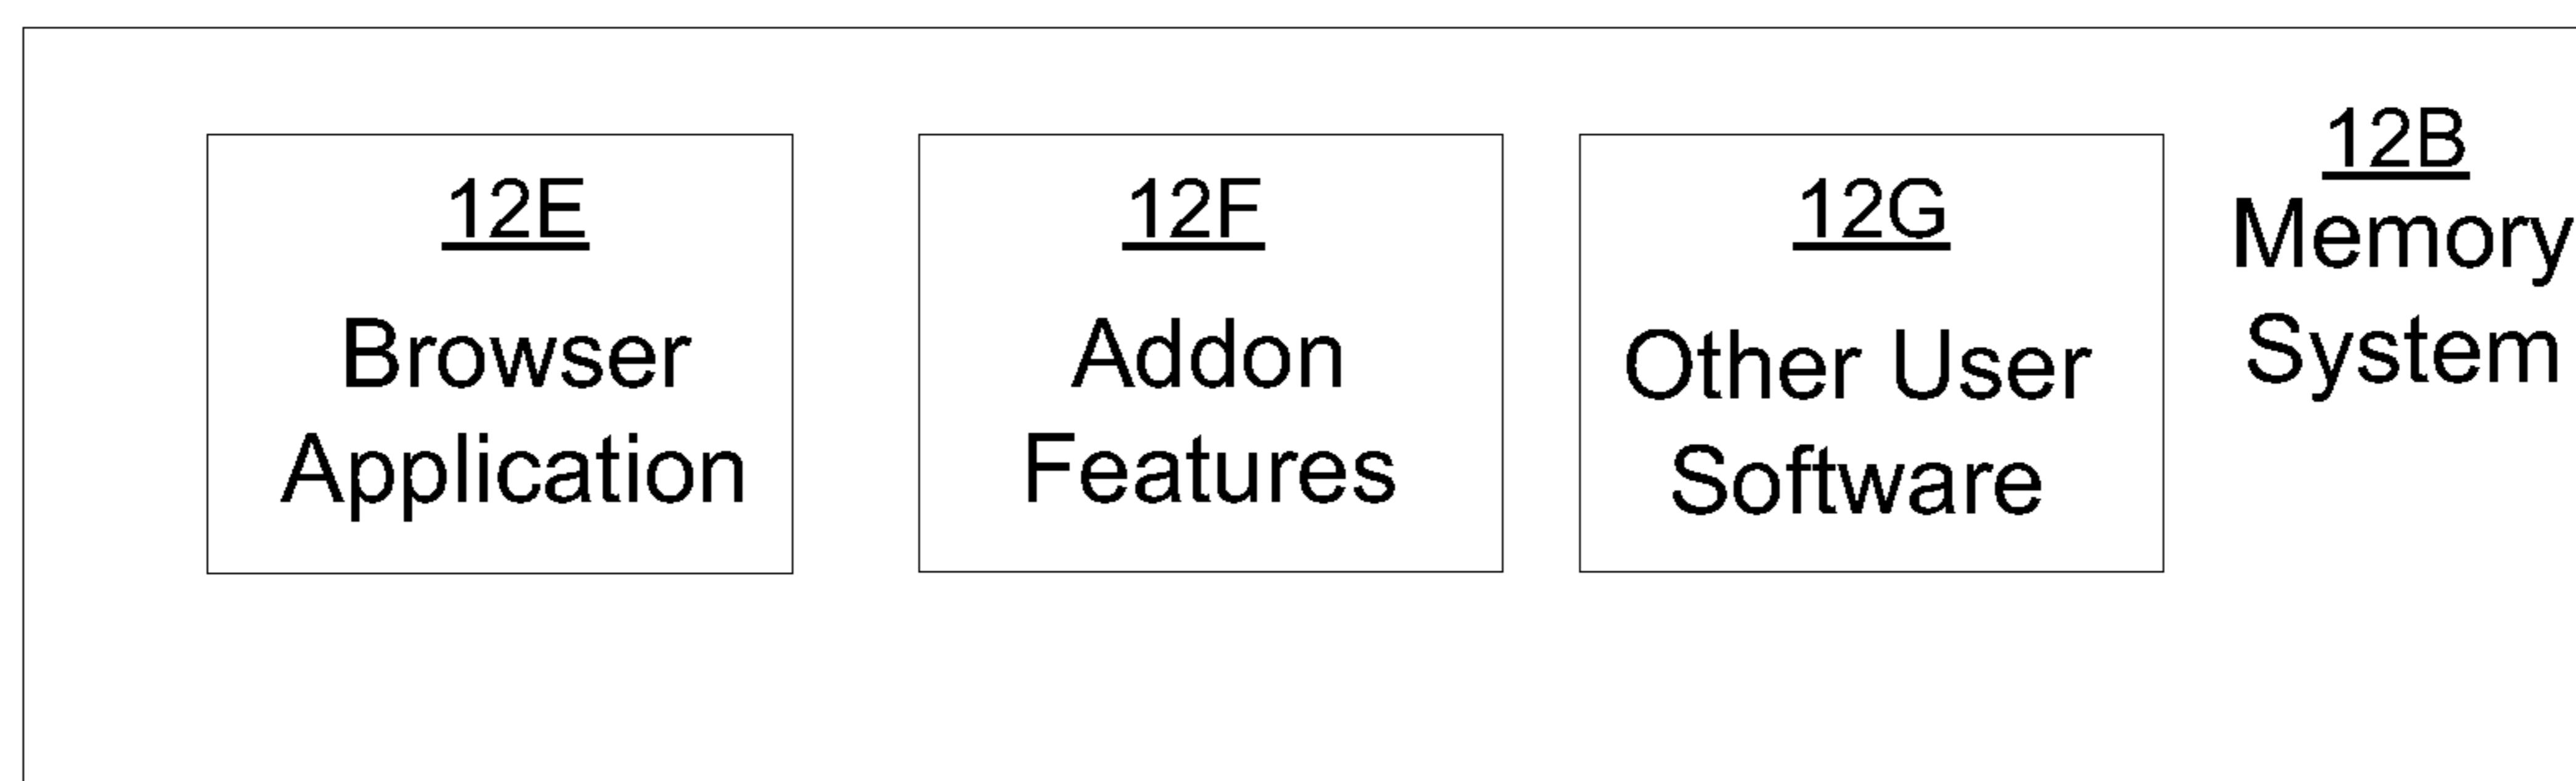 12E
Browser
Application
12F
Addon
Features
12G
Other User
Software
12B
Memory
System